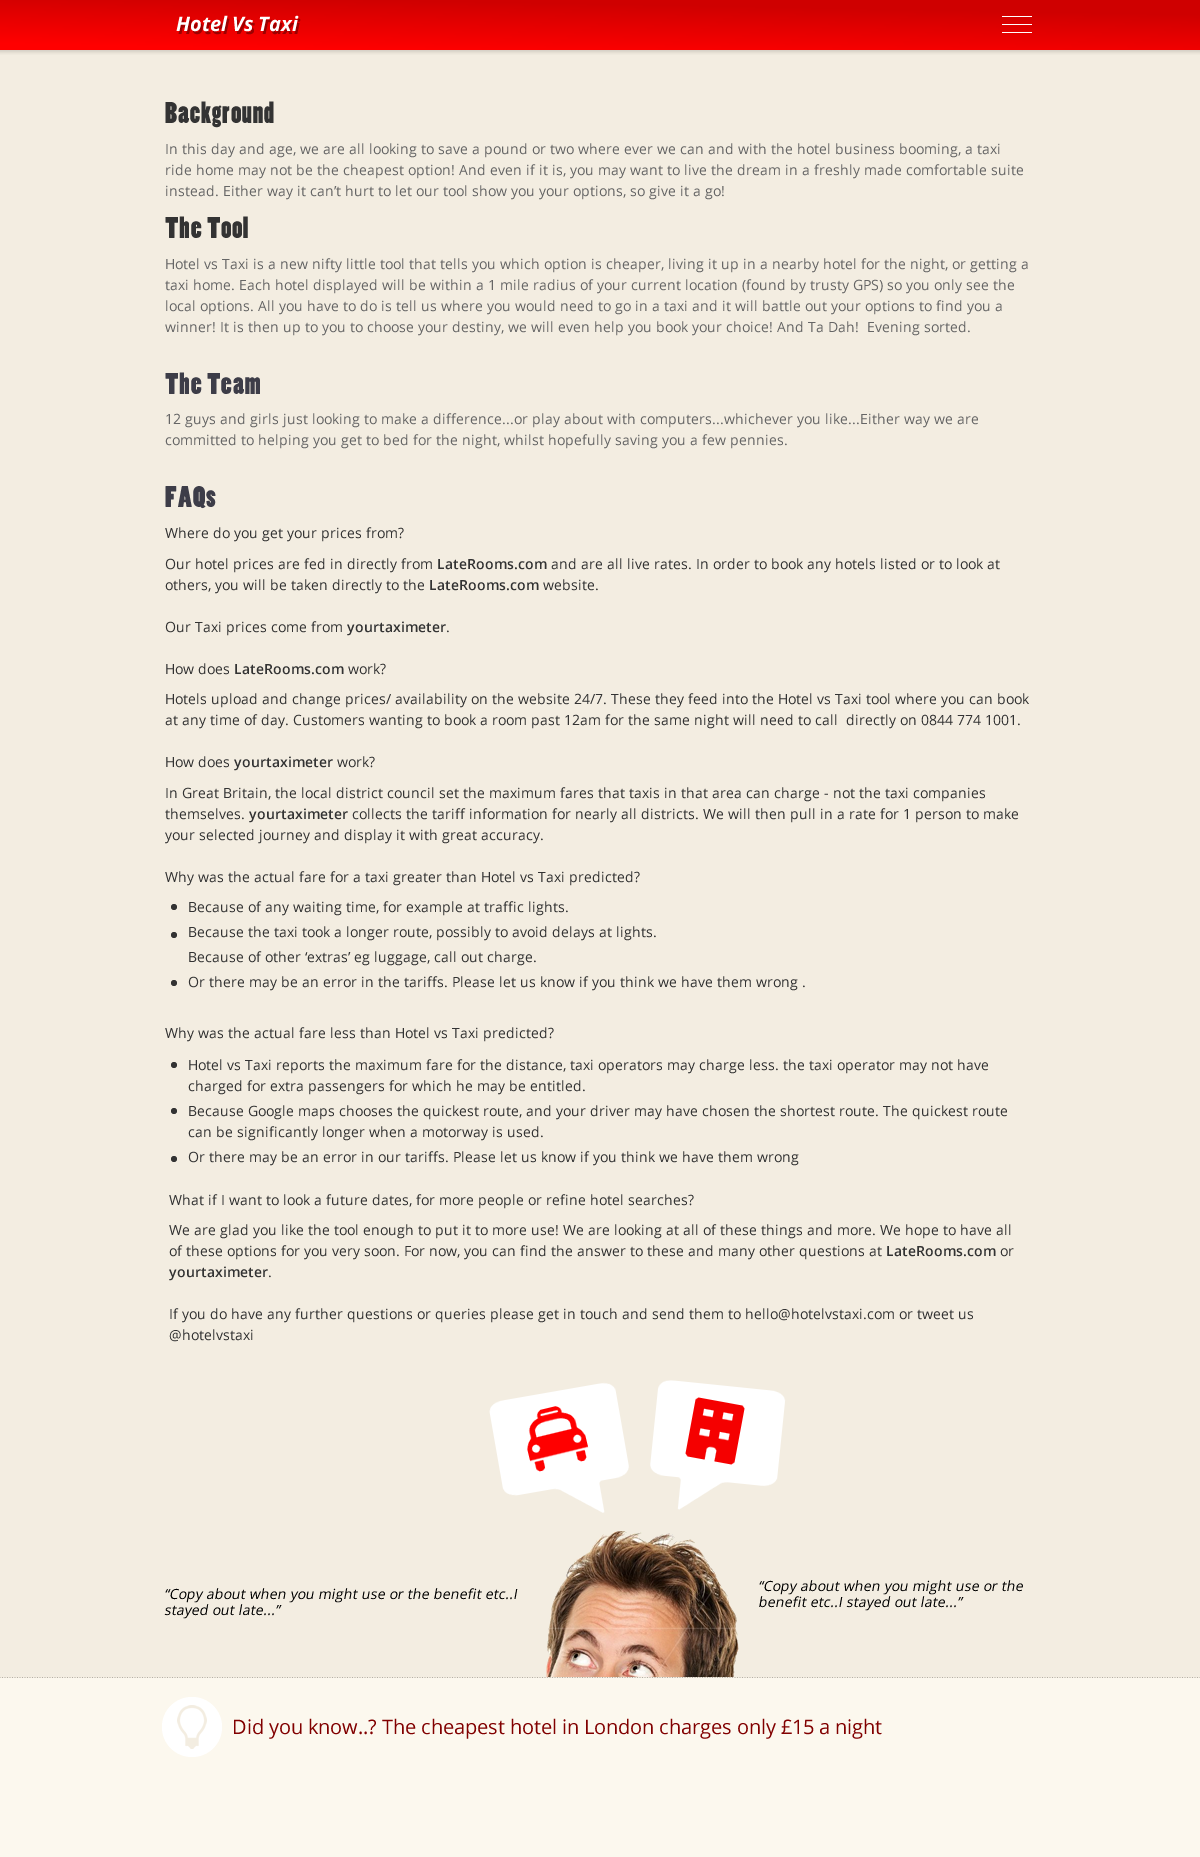 Hotel Vs Taxi
Background
In this day and age, we are all looking to save a pound or two where ever we can and with the hotel business booming, a taxi
ride home may not be the cheapest option! And even if it is, you may want to live the dream in a freshly made comfortable suite
instead. Either way it can’t hurt to let our tool show you your options, so give it a go!
The Tool
Hotel vs Taxi is a new nifty little tool that tells you which option is cheaper, living it up in a nearby hotel for the night, or getting a
taxi home. Each hotel displayed will be within a 1 mile radius of your current location (found by trusty GPS) so you only see the
local options. All you have to do is tell us where you would need to go in a taxi and it will battle out your options to find you a
winner! It is then up to you to choose your destiny, we will even help you book your choice! And Ta Dah!  Evening sorted.
The Team
12 guys and girls just looking to make a difference...or play about with computers...whichever you like...Either way we are
committed to helping you get to bed for the night, whilst hopefully saving you a few pennies.
FAQs
Where do you get your prices from?
Our hotel prices are fed in directly from LateRooms.com and are all live rates. In order to book any hotels listed or to look at
others, you will be taken directly to the LateRooms.com website.
Our Taxi prices come from yourtaximeter.
How does LateRooms.com work?
Hotels upload and change prices/ availability on the website 24/7. These they feed into the Hotel vs Taxi tool where you can book
at any time of day. Customers wanting to book a room past 12am for the same night will need to call  directly on 0844 774 1001.
How does yourtaximeter work?
In Great Britain, the local district council set the maximum fares that taxis in that area can charge - not the taxi companies
themselves. yourtaximeter collects the tariff information for nearly all districts. We will then pull in a rate for 1 person to make
your selected journey and display it with great accuracy.
Why was the actual fare for a taxi greater than Hotel vs Taxi predicted?
• Because of any waiting time, for example at traffic lights.
• Because the taxi took a longer route, possibly to avoid delays at lights.
Because of other ‘extras’ eg luggage, call out charge.
• Or there may be an error in the tariffs. Please let us know if you think we have them wrong .
Why was the actual fare less than Hotel vs Taxi predicted?
• Hotel vs Taxi reports the maximum fare for the distance, taxi operators may charge less. the taxi operator may not have
charged for extra passengers for which he may be entitled.
• Because Google maps chooses the quickest route, and your driver may have chosen the shortest route. The quickest route
can be significantly longer when a motorway is used.
• Or there may be an error in our tariffs. Please let us know if you think we have them wrong
What if I want to look a future dates, for more people or refine hotel searches?
We are glad you like the tool enough to put it to more use! We are looking at all of these things and more. We hope to have all
of these options for you very soon. For now, you can find the answer to these and many other questions at LateRooms.com or
yourtaximeter.
If you do have any further questions or queries please get in touch and send them to hello@hotelvstaxi.com or tweet us
@hotelvstaxi
“Copy about when you might use or the benefit etc..I
stayed out late...”
“Copy about when you might use or the
benefit etc..I stayed out late...”
Did you know..? The cheapest hotel in London charges only £15 a night